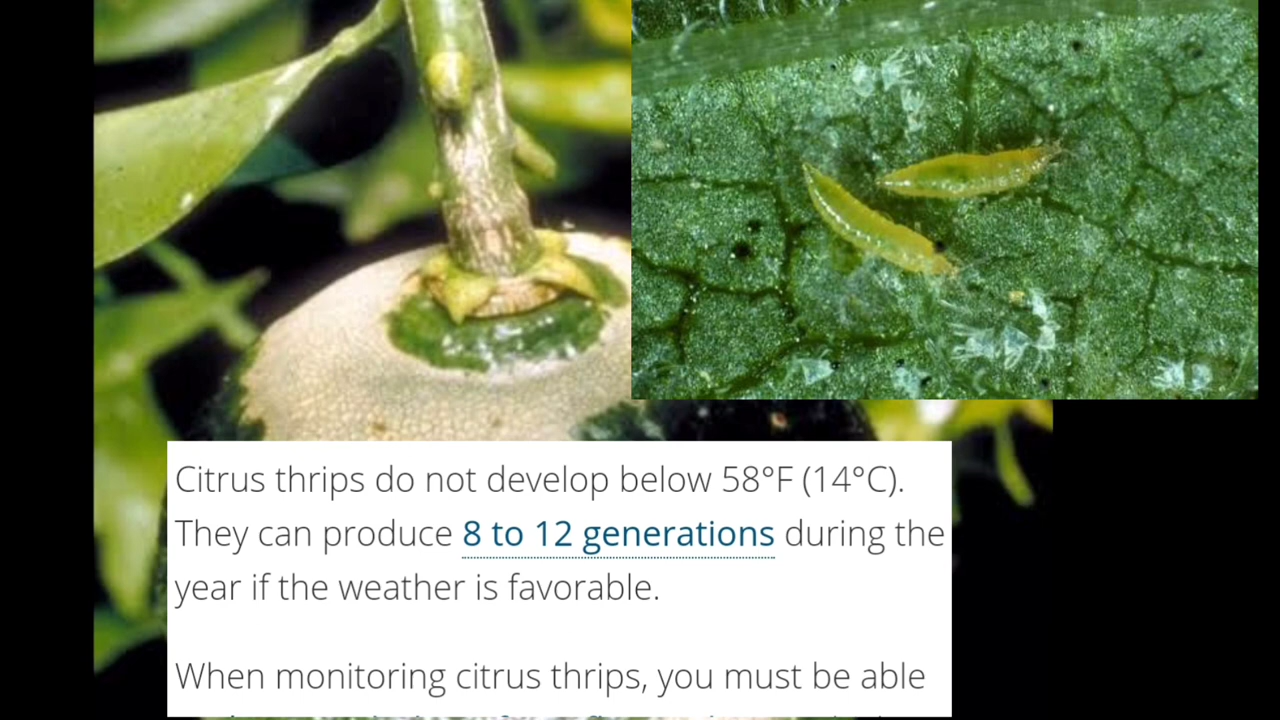 Citrus thrips do not develop below 58°F (14°C).
They can produce 8 to 12 generations during the
year if the weather is favorable.
When monitoring citrus thrips, you must be able